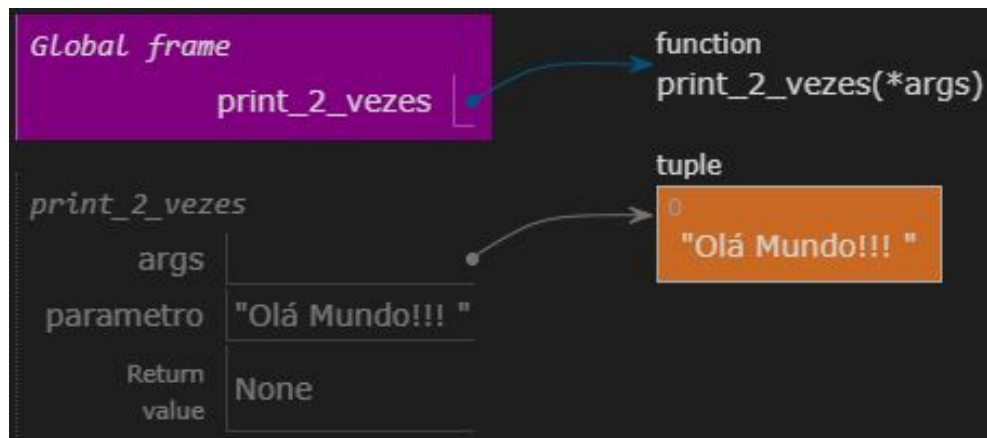 Global frame
print_2_vezes
function
print_2_vezes(*args)
print_2_vezes
args
parametro "Olá Mundo!!! "
Return value None
tuple
0
"Olá Mundo!!! "